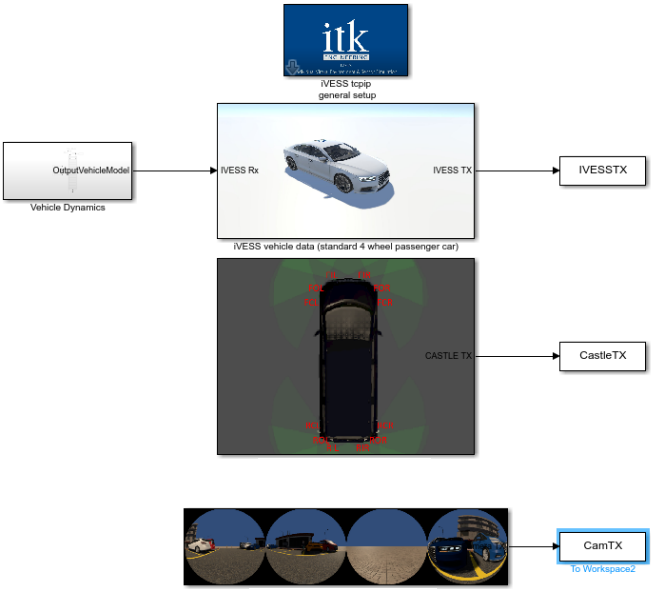 itk
ENGINEERING
iVESS tcpip
general setup
OutputVehicleModel
Vehicle Dynamics
IVESS Rx
IVESS TX
IVESSTX
iVESS vehicle data (standard 4 wheel passenger car)
CASTLE TX
CastleTX
CamTX
To Workspace2